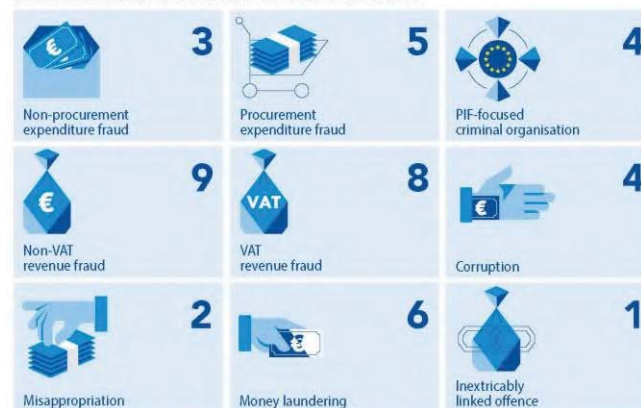 3
Non-procurement
expenditure fraud
5
Procurement
expenditure fraud
4
PIF-focused
criminal organisation
€
9
Non-VAT
revenue fraud
VAT
8
VAT
revenue fraud
€
4
Corruption
2
Misappropriation
€
6
Money laundering
1
Inextricably
linked offence